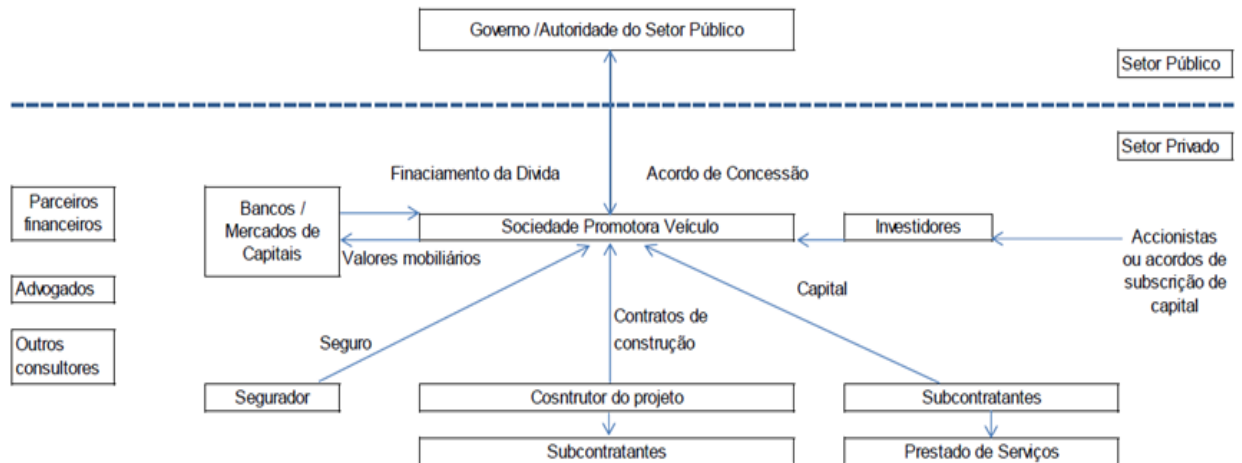 Governo /Autoridade do Setor Público
Setor Público
Setor Privado
Finaciamento da Divida
Acordo de Concessão
Parceiros
financeiros
Bancos /
Mercados de
Capitais
Sociedade Promotora Veículo
Investidores
Accionistas
ou acordos de
subscrição de
capital
Valores mobiliários
Advogados
Capital
Contratos de
construção
Seguro
Outros
consultores
Segurador
Cosntrutor do projeto
Subcontratantes
Subcontratantes
Prestado de Serviços